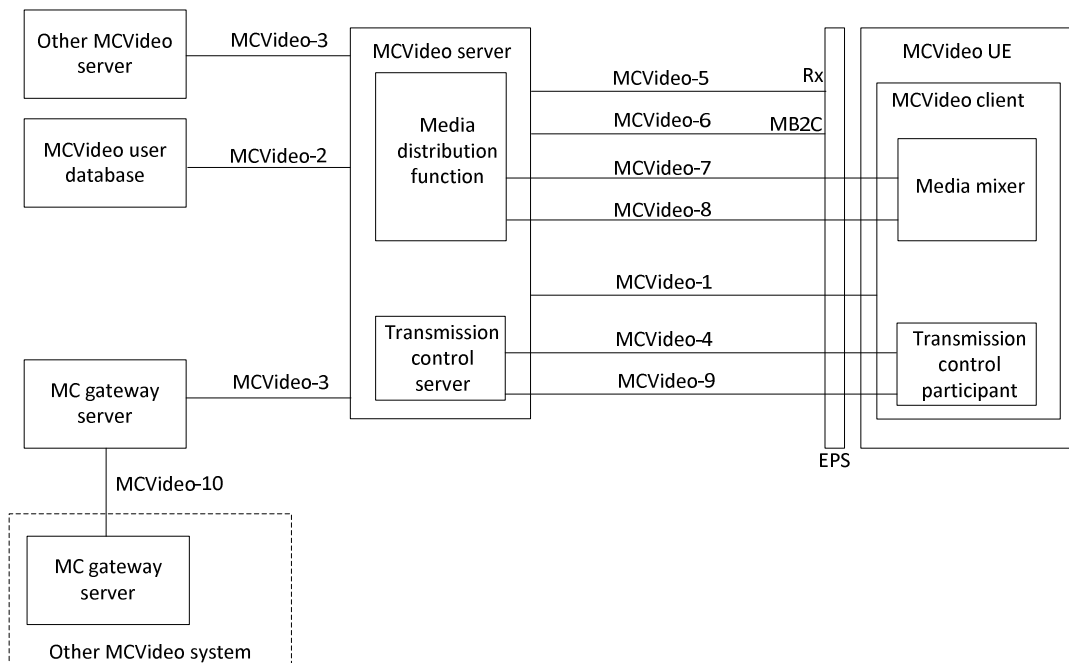 Other MCVideo
server
MCVideo-3
MCVideo user
database
MCVideo-2
MC gateway
server
MCVideo-3
MCVideo-10
MC gateway
server
Other MCVideo system
MCVideo server
Media
distribution
function
Transmission
control
server
MCVideo-5
Rx
MCVideo-6
MB2C
MCVideo-7
MCVideo-8
MCVideo-1
MCVideo-4
MCVideo-9
EPS
MCVideo UE
MCVideo client
Media mixer
Transmission
control
participant